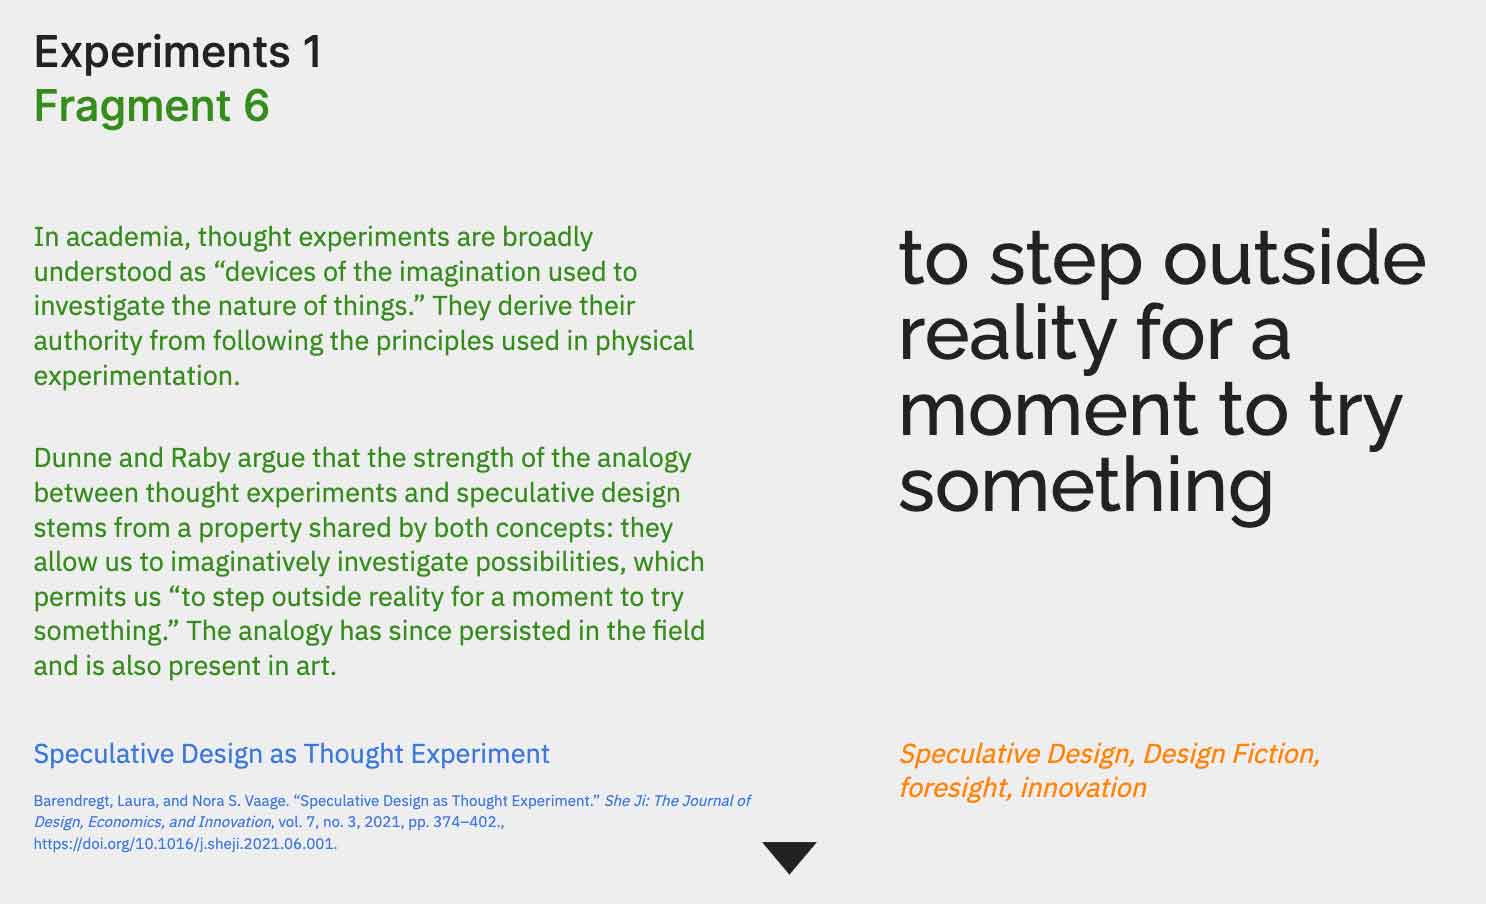 Experiments 1
Fragment 6
In academia, thought experiments are broadly
understood as “devices of the imagination used to
investigate the nature of things.” They derive their
authority from following the principles used in physical
experimentation.
Dunne and Raby argue that the strength of the analogy
between thought experiments and speculative design
stems from a property shared by both concepts: they
allow us to imaginatively investigate possibilities, which
permits us “to step outside reality for a moment to try
something.” The analogy has since persisted in the field
and is also present in art.
Speculative Design as Thought Experiment
Barendregt, Laura, and Nora S. Vaage. “Speculative Design as Thought Experiment.” She Ji: The Journal of
Design, Economics, and Innovation, vol. 7, no. 3, 2021, pp. 374–402.,
https://doi.org/10.1016/j.sheji.2021.06.001.
to step outside
reality for a
moment to try
something
Speculative Design, Design Fiction,
foresight, innovation